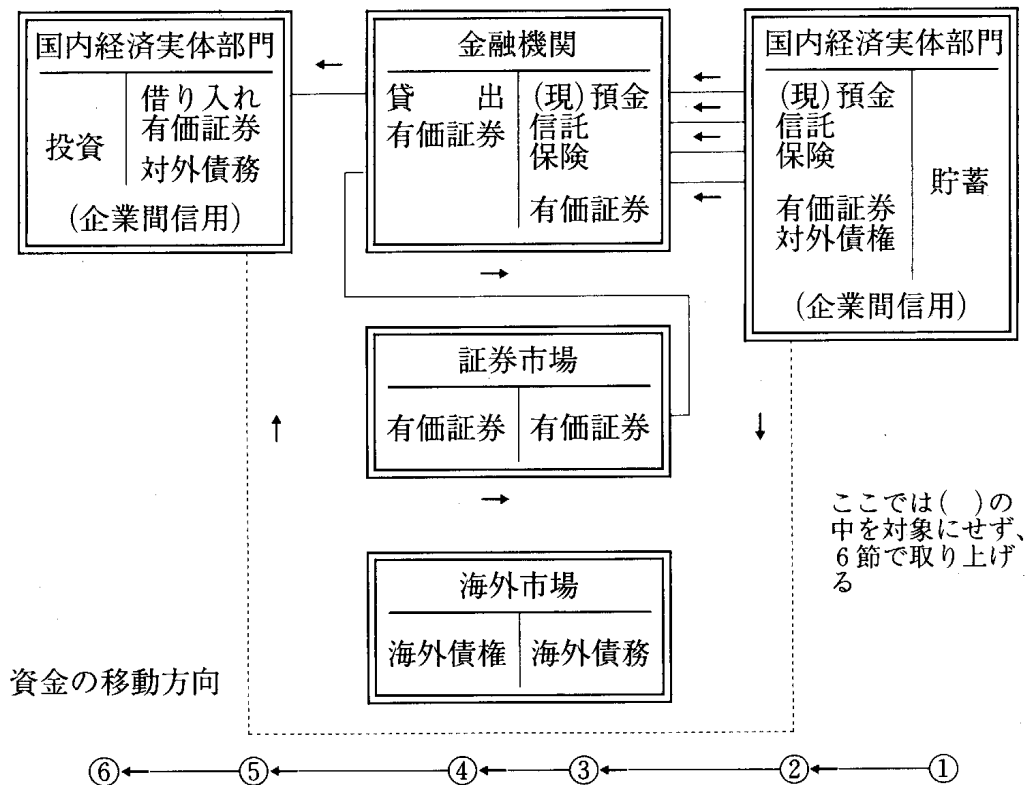 国内経済実体部門
投資
借り入れ
有価証券
対外債務
(企業間信用)
金融機関
貸　出
有価証券
(現)預金
信託
保険
有価証券
国内経済実体部門
(現)預金
信託
保険
有価証券
対外債権
貯蓄
(企業間信用)
証券市場
有価証券
有価証券
ここでは(　)の
中を対象にせず、
6節で取り上げ
る
海外市場
海外債権
海外債務
資金の移動方向
⑥ ⑤ ④ ③ ② ①